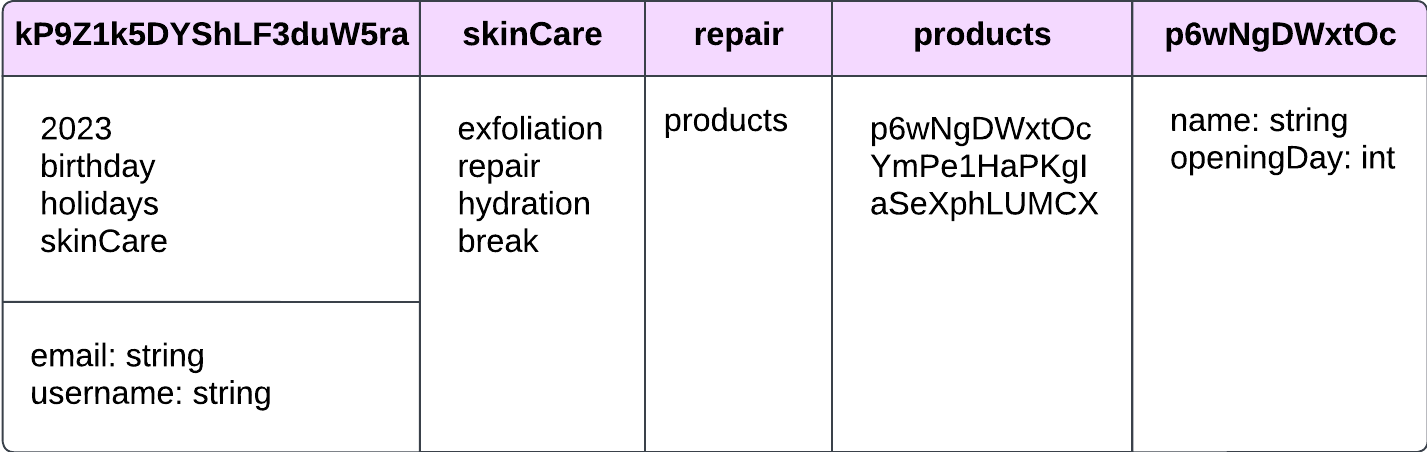 kP9Z1k5DYShLF3duW5ra
skinCare
repair
products
p6wNgDWxtOc
2023
birthday
holidays
skinCare
email: string
username: string
exfoliation
repair
hydration
break
products
p6wNgDWxtOc
YmPe1HaPKgI
aSeXphLUMCX
name: string
openingDay: int